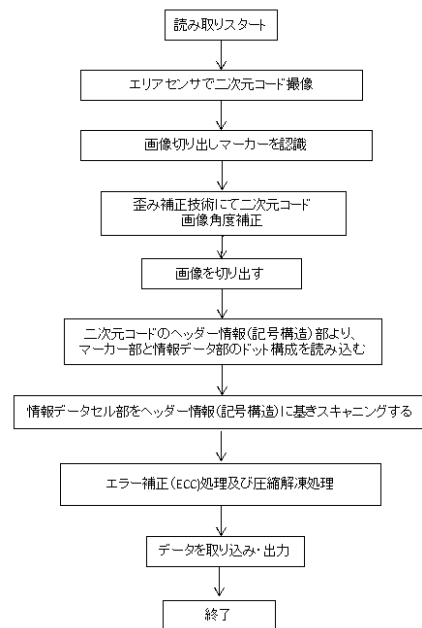 読み取りスタート
エリアセンサで二次元コード撮像
画像切り出しマーカーを認識
歪み補正技術にて二次元コード
画像角度補正
画像を切り出す
二次元コードのヘッダー情報(記号構造)部より、
マーカー部と情報データ部のドット構成を読み込む
情報データセル部をヘッダー情報(記号構造)に基きスキャニングする
エラー補正(ECC)処理及び圧縮解凍処理
データを取り込み・出力
終了